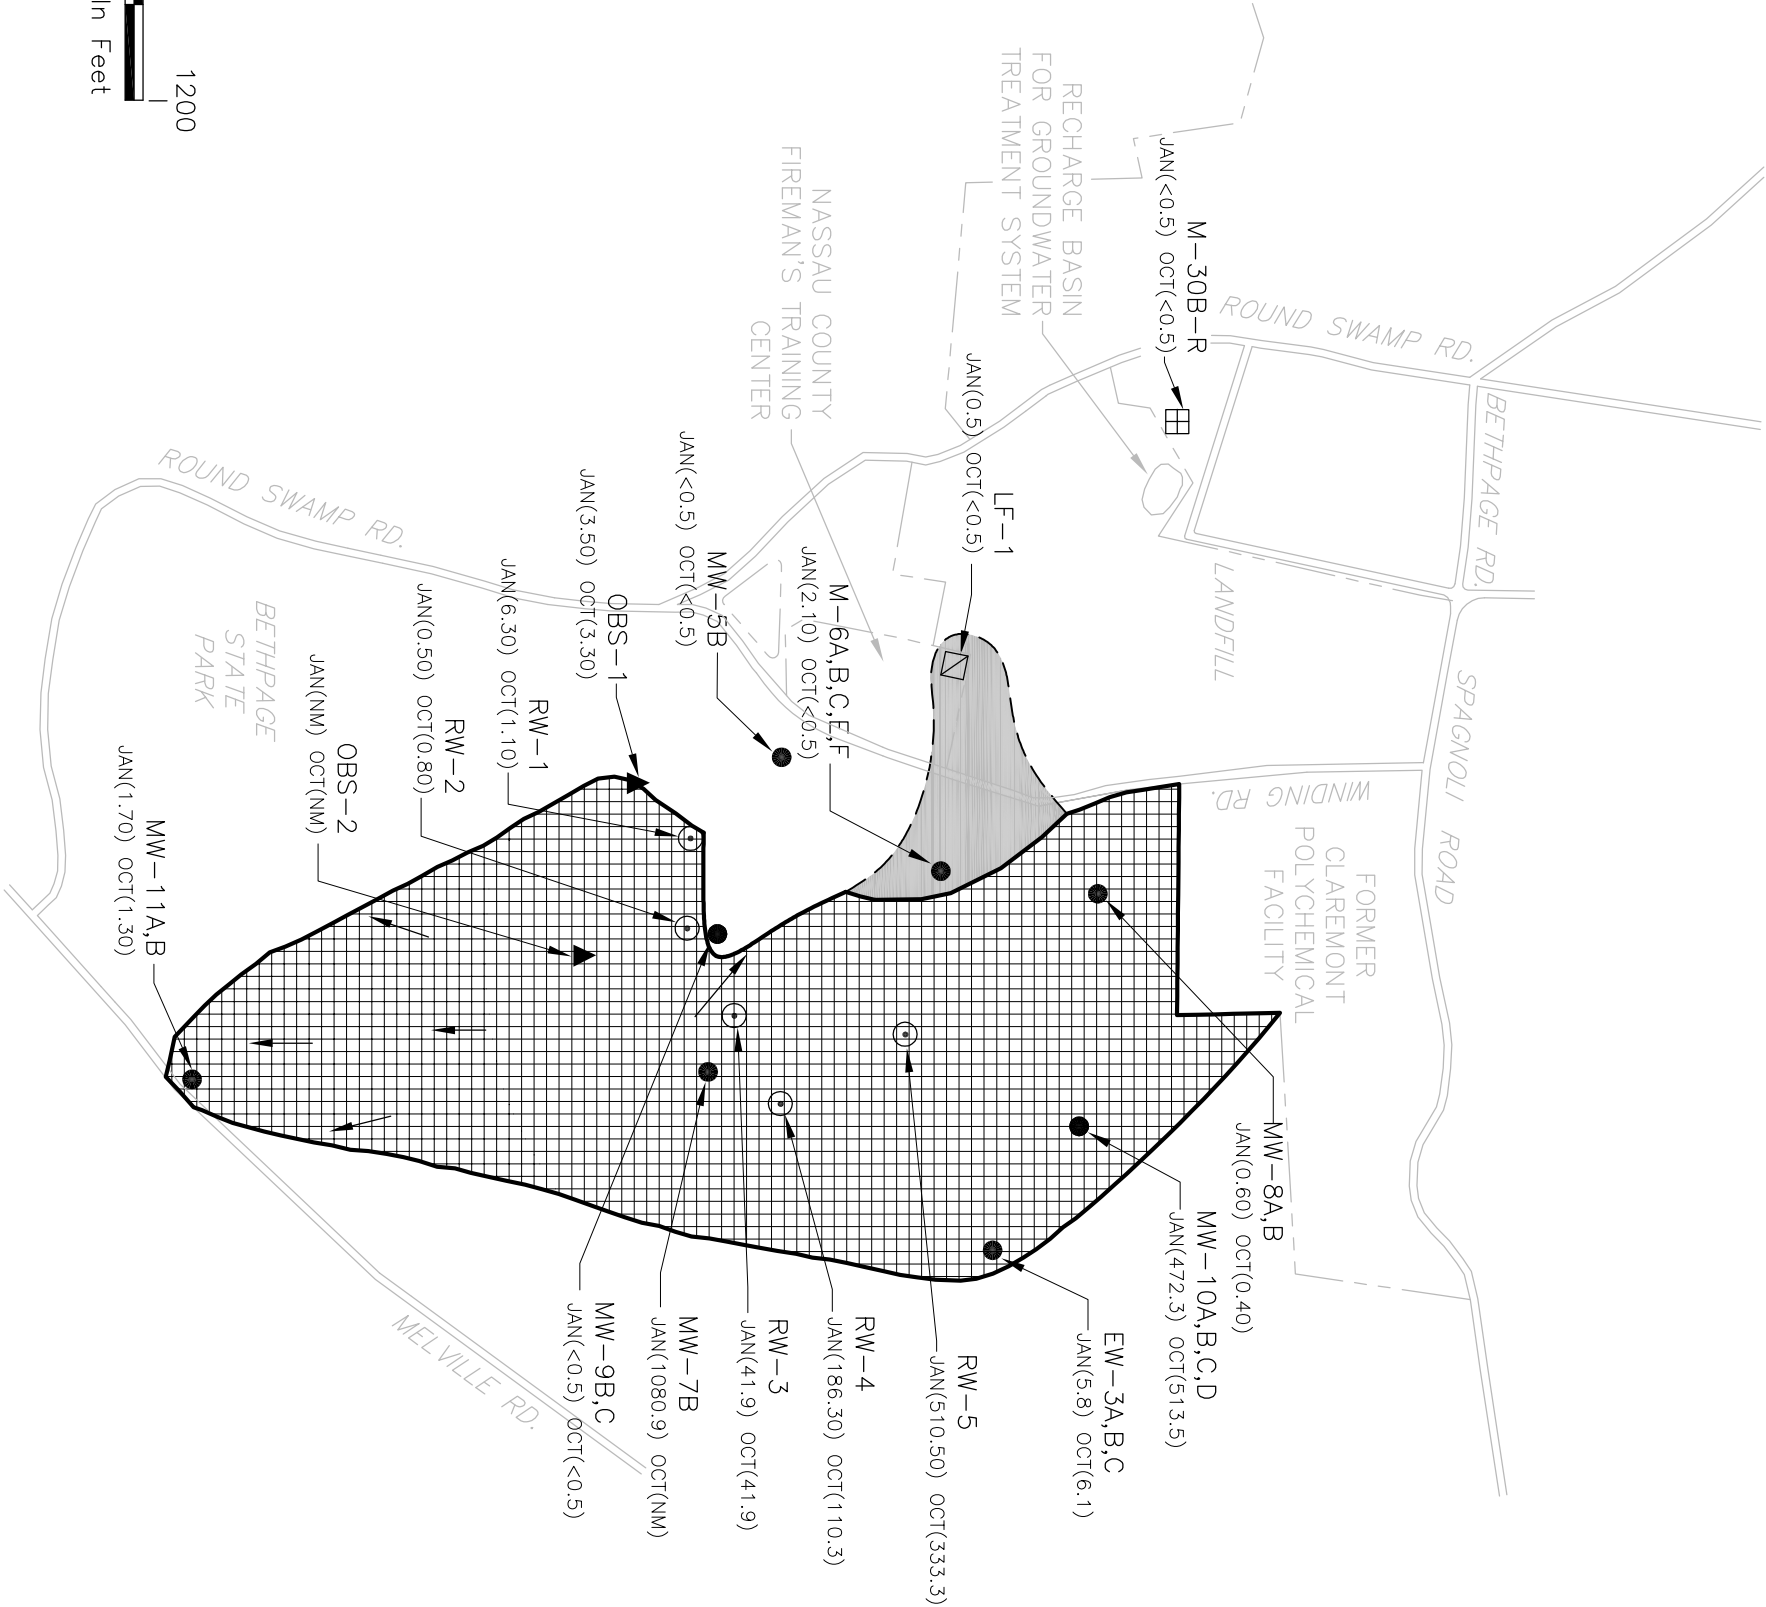 1200
In Feet
M-30B-R
JAN(<0.5) OCT(<0.5)
RECHARGE BASIN
FOR GROUNDWATER
TREATMENT SYSTEM
NASSAU COUNTY
FIREMAN'S TRAINING
CENTER
ROUND SWAMP RD.
BETHPAGE RD.
LF-1
JAN(0.5) OCT(<0.5)
LANDFILL
SPAGNOLI ROAD
WINDING RD.
FORMER
CLAREMONT
POLYCHEMICAL
FACILITY
M-6A,B,C,E,F
JAN(2.10) OCT(<0.5)
MW-5B
JAN(<0.5) OCT(<0.5)
OBS-1
JAN(3.50) OCT(3.30)
RW-1
JAN(6.30) OCT(1.10)
RW-2
JAN(0.50) OCT(0.80)
OBS-2
JAN(NM) OCT(NM)
MW-11A,B
JAN(1.70) OCT(1.30)
ROUND SWAMP RD.
BETHPAGE
STATE
PARK
MW-8A,B
JAN(0.60) OCT(0.40)
MW-10A,B,C,D
JAN(472.3) OCT(513.5)
EW-3A,B,C
JAN(5.8) OCT(6.1)
RW-5
JAN(510.50) OCT(333.3)
RW-4
JAN(186.30) OCT(110.3)
RW-3
JAN(41.9) OCT(41.9)
MW-7B
JAN(1080.9) OCT(NM)
MW-9B,C
JAN(<0.5) OCT(<0.5)
MELVILLE RD.